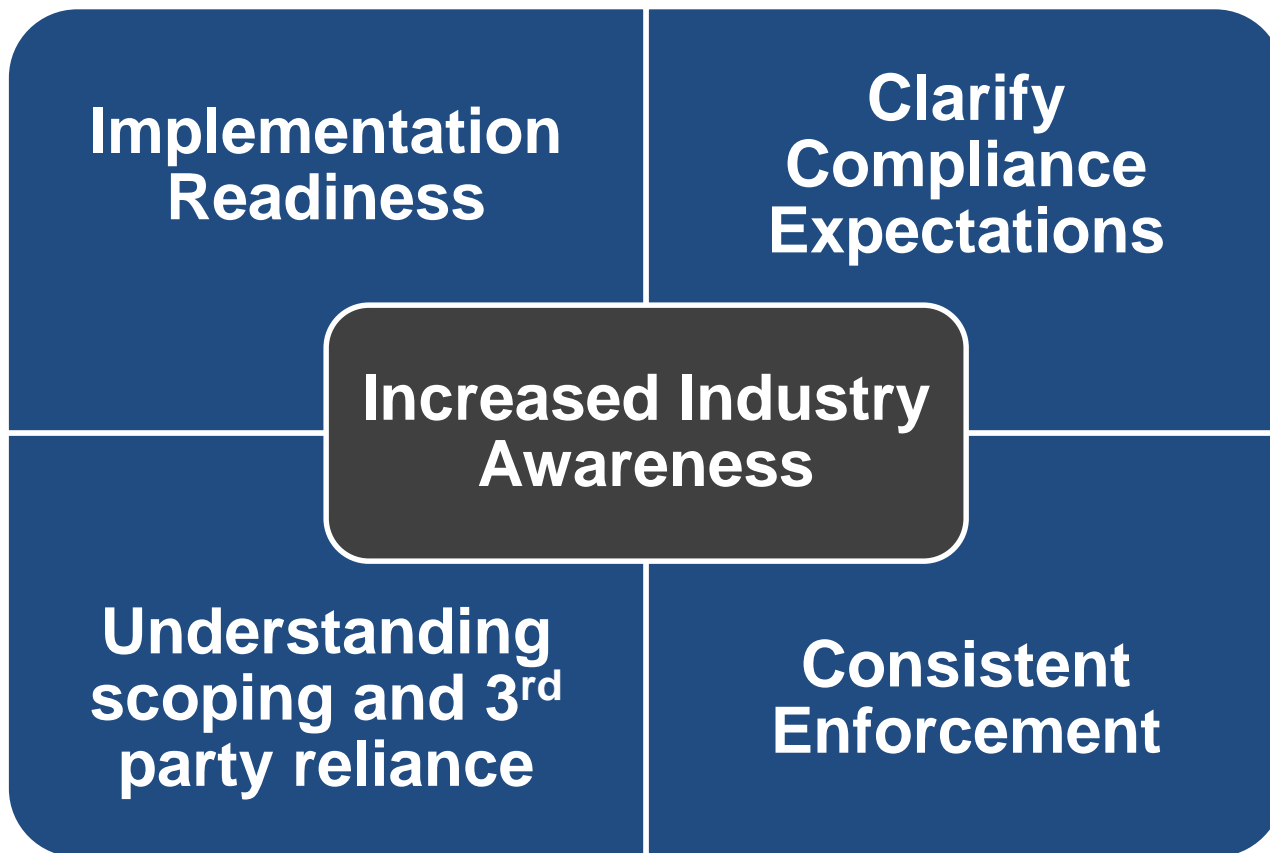 Implementation
Readiness
Clarify
Compliance
Expectations
Increased Industry
Awareness
Understanding
scoping and 3rd
party reliance
Consistent
Enforcement